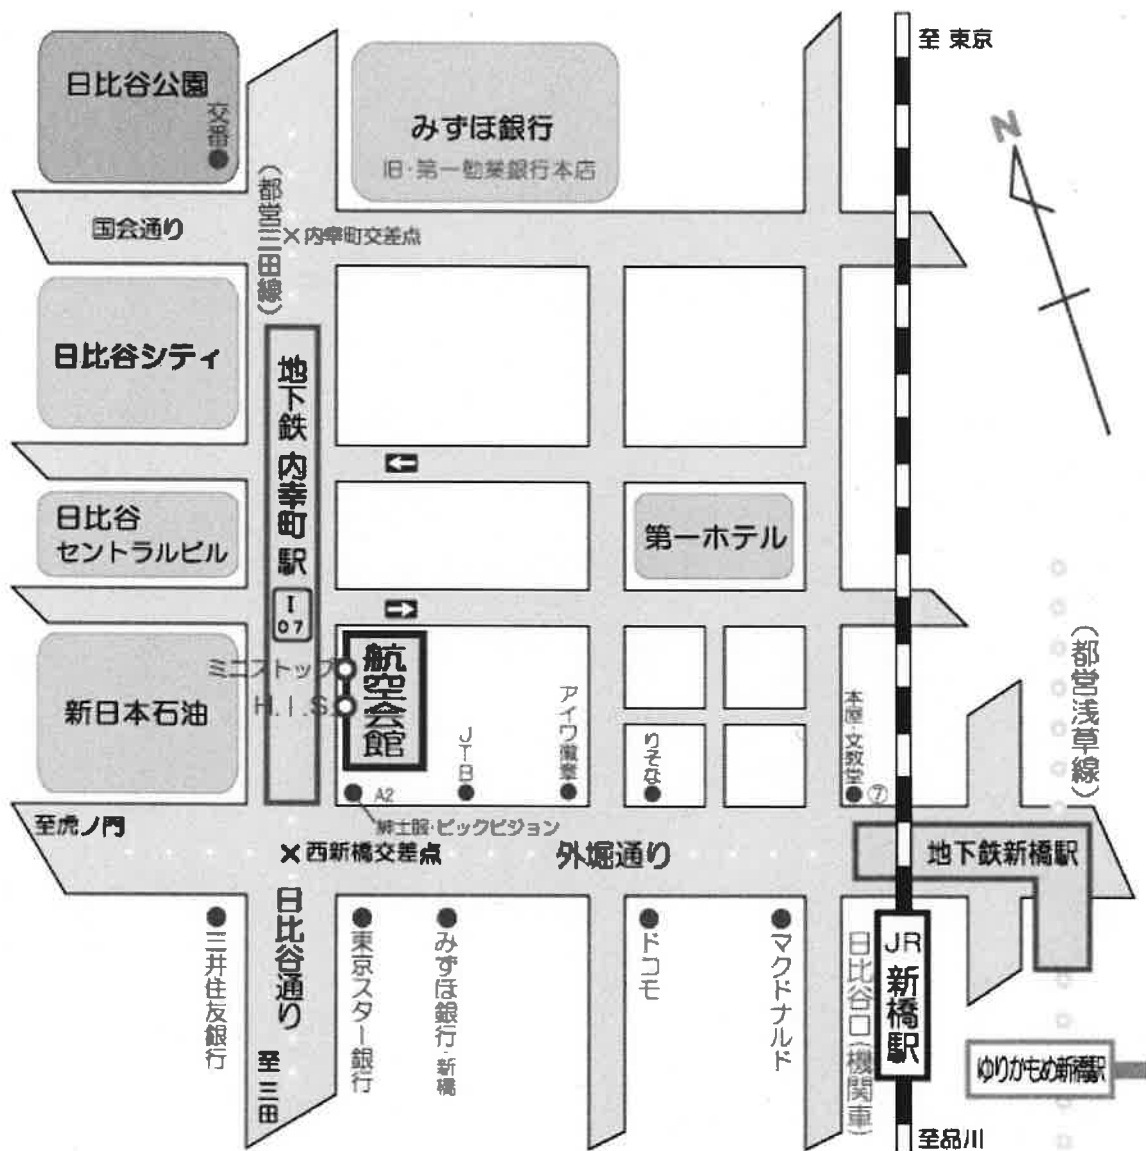 至 東京
日比谷公園
交番
みずほ銀行
旧・第一勧業銀行本店
N
国会通り
(都営三田線)
×内幸町交差点
日比谷シティ
地下鉄 内幸町 駅
I
07
←
日比谷
セントラルビル
第一ホテル
→
航空会館
ミニストップ
H.I.S.
新日本石油
JTB
アイワ徽章
りそな
本屋・文教堂
⑦
(都営浅草線)
A2
紳士服・ビックビジョン
至虎ノ門
×西新橋交差点
外堀通り
地下鉄新橋駅
日比谷通り
三井住友銀行
東京スター銀行
みずほ銀行・新橋
ドコモ
マクドナルド
日比谷口(機関車)
JR
新橋駅
ゆりかもめ新橋駅
至 三田
至品川